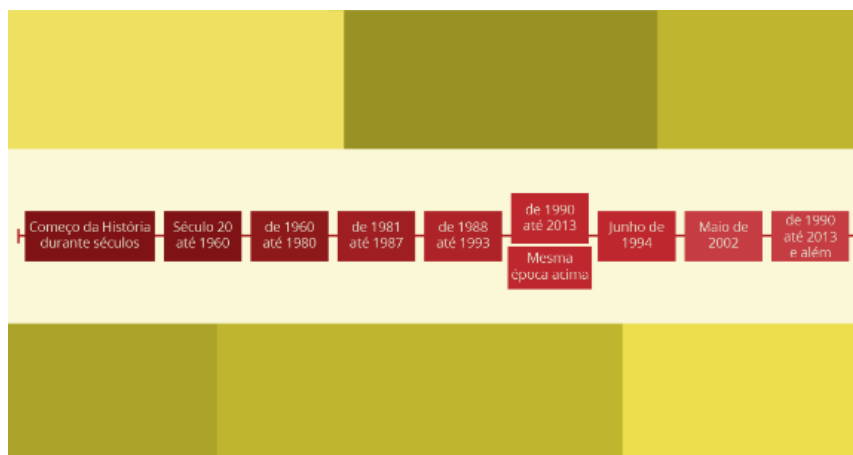 Começo da História
durante séculos
Século 20
até 1960
de 1960
até 1980
de 1981
até 1987
de 1988
até 1993
de 1990
até 2013
Mesma
época acima
Junho de
1994
Maio de
2002
de 1990
até 2013
e além